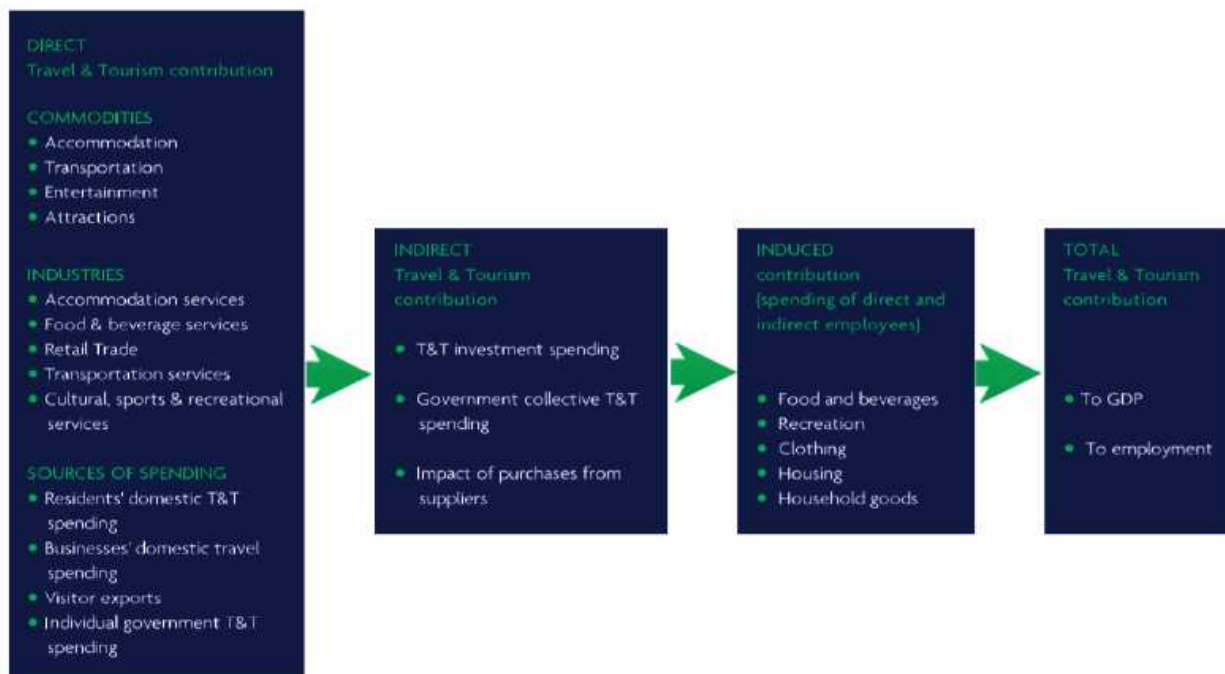 DIRECT
Travel & Tourism contribution
COMMODITIES
• Accommodation
• Transportation
• Entertainment
• Attractions
INDUSTRIES
• Accommodation services
• Food & beverage services
• Retail Trade
• Transportation services
• Cultural, sports & recreational
services
SOURCES OF SPENDING
• Residents' domestic T&T
spending
• Businesses' domestic travel
spending
• Visitor exports
• Individual government T&T
spending
INDIRECT
Travel & Tourism
contribution
• T&T investment spending
• Government collective T&T
spending
• Impact of purchases from
suppliers
INDUCED
contribution
(spending of direct and
indirect employees)
• Food and beverages
• Recreation
• Clothing
• Housing
• Household goods
TOTAL
Travel & Tourism
contribution
• To GDP
• To employment